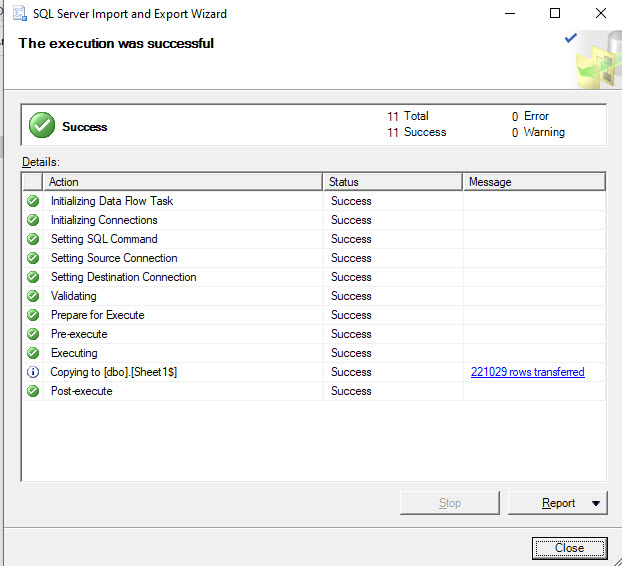 SQL Server Import and Export Wizard
The execution was successful
Success
11 Total 0 Error
11 Success 0 Warning
Details:
Action Status Message
Initializing Data Flow Task Success
Initializing Connections Success
Setting SQL Command Success
Setting Source Connection Success
Setting Destination Connection Success
Validating Success
Prepare for Execute Success
Pre-execute Success
Executing Success
Copying to [dbo].[Sheet1$] Success 221029 rows transferred
Post-execute Success
Stop Report
Close